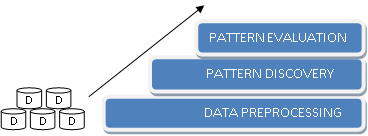 PATTERN EVALUATION
PATTERN DISCOVERY
D D
D D D
DATA PREPROCESSING